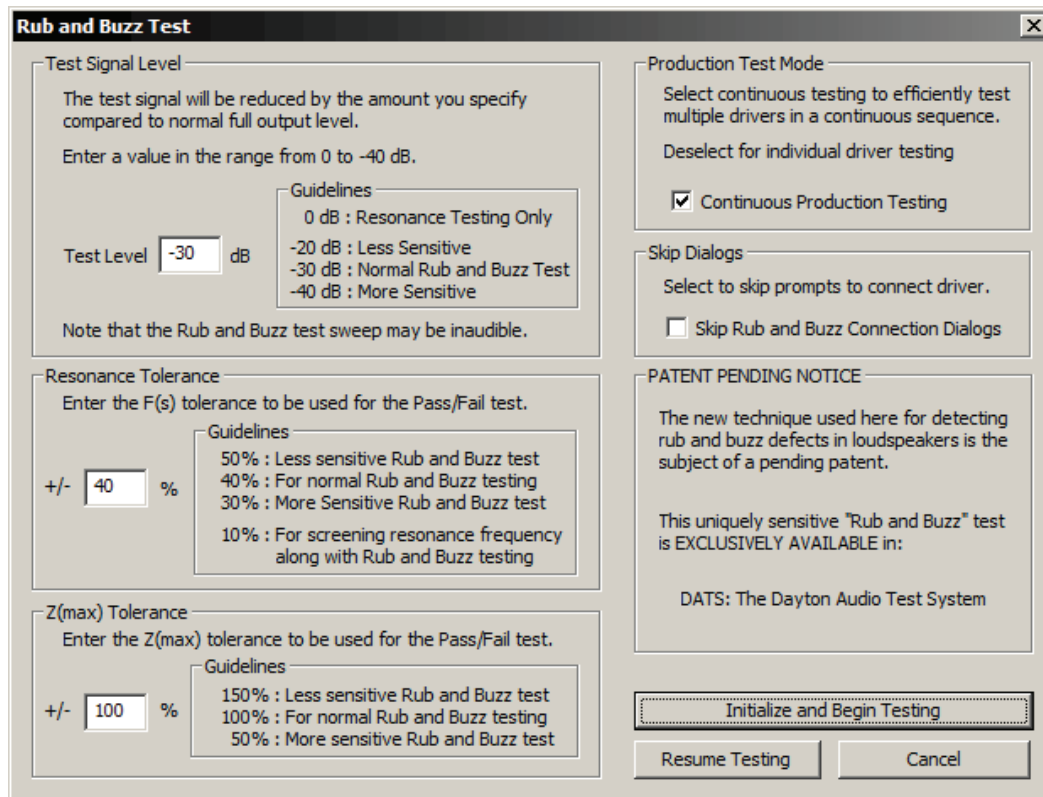 Rub and Buzz Test
Test Signal Level
The test signal will be reduced by the amount you specify
compared to normal full output level.
Enter a value in the range from 0 to -40 dB.
Guidelines
0 dB : Resonance Testing Only
-20 dB : Less Sensitive
-30 dB : Normal Rub and Buzz Test
-40 dB : More Sensitive
Test Level -30 dB
Note that the Rub and Buzz test sweep may be inaudible.
Resonance Tolerance
Enter the F(s) tolerance to be used for the Pass/Fail test.
Guidelines
50% : Less sensitive Rub and Buzz test
40% : For normal Rub and Buzz testing
30% : More Sensitive Rub and Buzz test
10% : For screening resonance frequency
along with Rub and Buzz testing
+/- 40 %
Z(max) Tolerance
Enter the Z(max) tolerance to be used for the Pass/Fail test.
Guidelines
150% : Less sensitive Rub and Buzz test
100% : For normal Rub and Buzz testing
50% : More sensitive Rub and Buzz test
+/- 100 %
Production Test Mode
Select continuous testing to efficiently test
multiple drivers in a continuous sequence.
Deselect for individual driver testing
Continuous Production Testing
Skip Dialogs
Select to skip prompts to connect driver.
Skip Rub and Buzz Connection Dialogs
PATENT PENDING NOTICE
The new technique used here for detecting
rub and buzz defects in loudspeakers is the
subject of a pending patent.
This uniquely sensitive "Rub and Buzz" test
is EXCLUSIVELY AVAILABLE in:
DATS: The Dayton Audio Test System
Initialize and Begin Testing
Resume Testing
Cancel